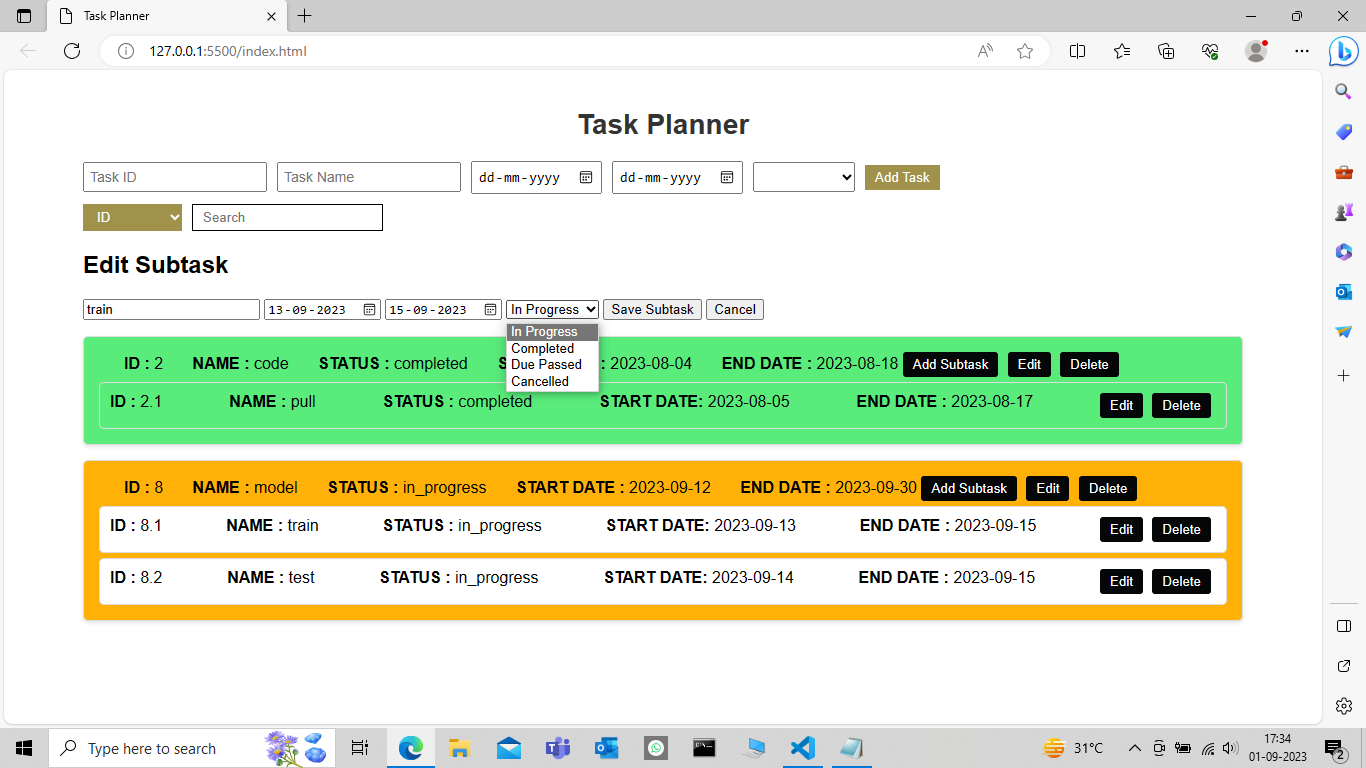 Task Planner
127.0.0.1:5500/index.html
Task Planner
Task ID Task Name dd-mm-yyyy dd-mm-yyyy Add Task
ID Search
Edit Subtask
train 13-09-2023 15-09-2023 In Progress Save Subtask Cancel
In Progress
Completed
Due Passed
Cancelled
ID : 2 NAME : code STATUS : completed S : 2023-08-04 END DATE : 2023-08-18 Add Subtask Edit Delete
ID : 2.1 NAME : pull STATUS : completed START DATE: 2023-08-05 END DATE : 2023-08-17 Edit Delete
ID : 8 NAME : model STATUS : in_progress START DATE : 2023-09-12 END DATE : 2023-09-30 Add Subtask Edit Delete
ID : 8.1 NAME : train STATUS : in_progress START DATE: 2023-09-13 END DATE : 2023-09-15 Edit Delete
ID : 8.2 NAME : test STATUS : in_progress START DATE: 2023-09-14 END DATE : 2023-09-15 Edit Delete
Type here to search 31°C 17:34
01-09-2023 2